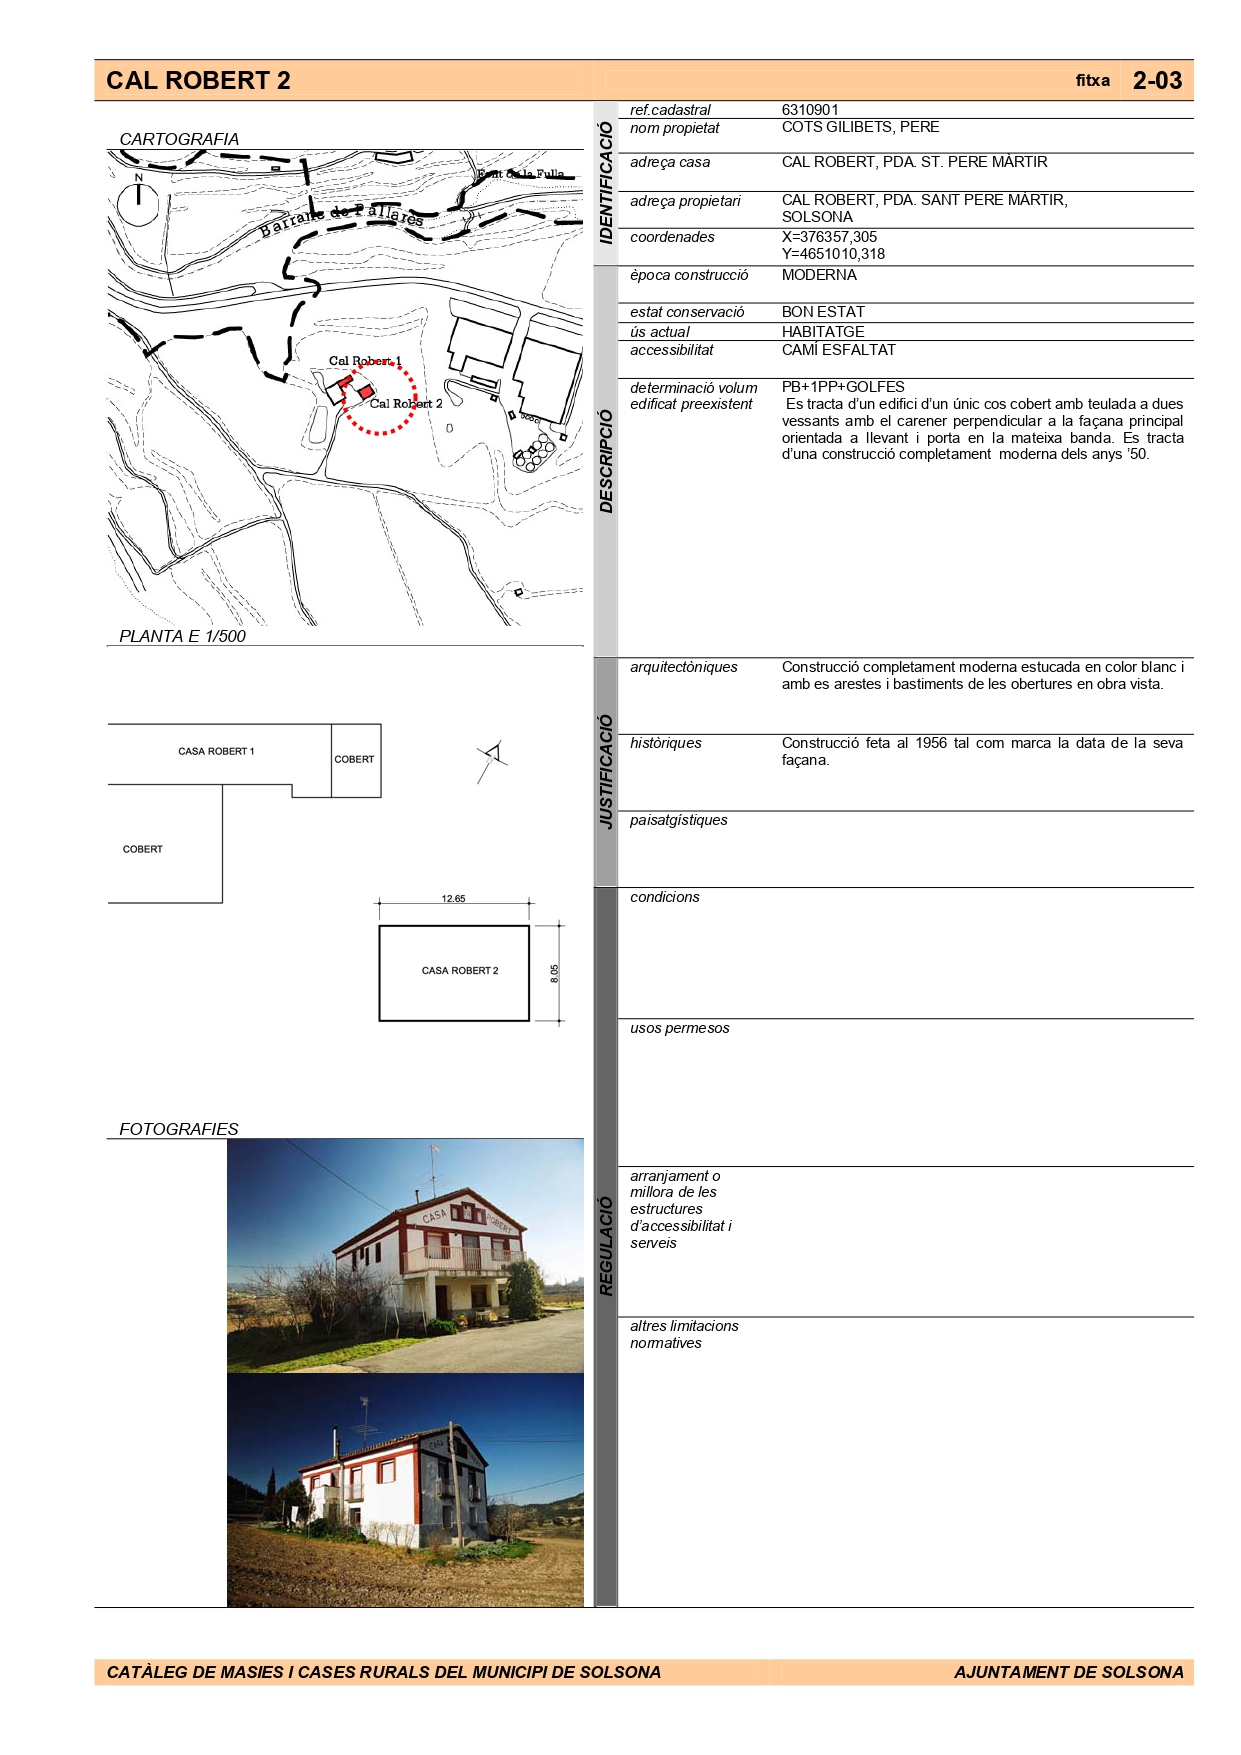 CAL ROBERT 2
fitxa 2-03
CARTOGRAFIA
N
Font de la Fulla
Barranc de Pallarès
Cal Robert 1
Cal Robert 2
PLANTA E 1/500
CASA ROBERT 1
COBERT
COBERT
12.65
CASA ROBERT 2
8.05
FOTOGRAFIES
CASA ROBERT
CASA
IDENTIFICACIÓ
ref.cadastral 6310901
nom propietat COTS GILIBETS, PERE
adreça casa CAL ROBERT, PDA. ST. PERE MÀRTIR
adreça propietari CAL ROBERT, PDA. SANT PERE MÀRTIR,
SOLSONA
coordenades X=376357,305
Y=4651010,318
DESCRIPCIÓ
època construcció MODERNA
estat conservació BON ESTAT
ús actual HABITATGE
accessibilitat CAMÍ ESFALTAT
determinació volum PB+1PP+GOLFES
edificat preexistent Es tracta d’un edifici d’un únic cos cobert amb teulada a dues
vessants amb el carener perpendicular a la façana principal
orientada a llevant i porta en la mateixa banda. Es tracta
d’una construcció completament moderna dels anys ’50.
JUSTIFICACIÓ
arquitectòniques Construcció completament moderna estucada en color blanc i
amb es arestes i bastiments de les obertures en obra vista.
històriques Construcció feta al 1956 tal com marca la data de la seva
façana.
paisatgístiques
REGULACIÓ
condicions
usos permesos
arranjament o
millora de les
estructures
d’accessibilitat i
serveis
altres limitacions
normatives
CATÀLEG DE MASIES I CASES RURALS DEL MUNICIPI DE SOLSONA
AJUNTAMENT DE SOLSONA